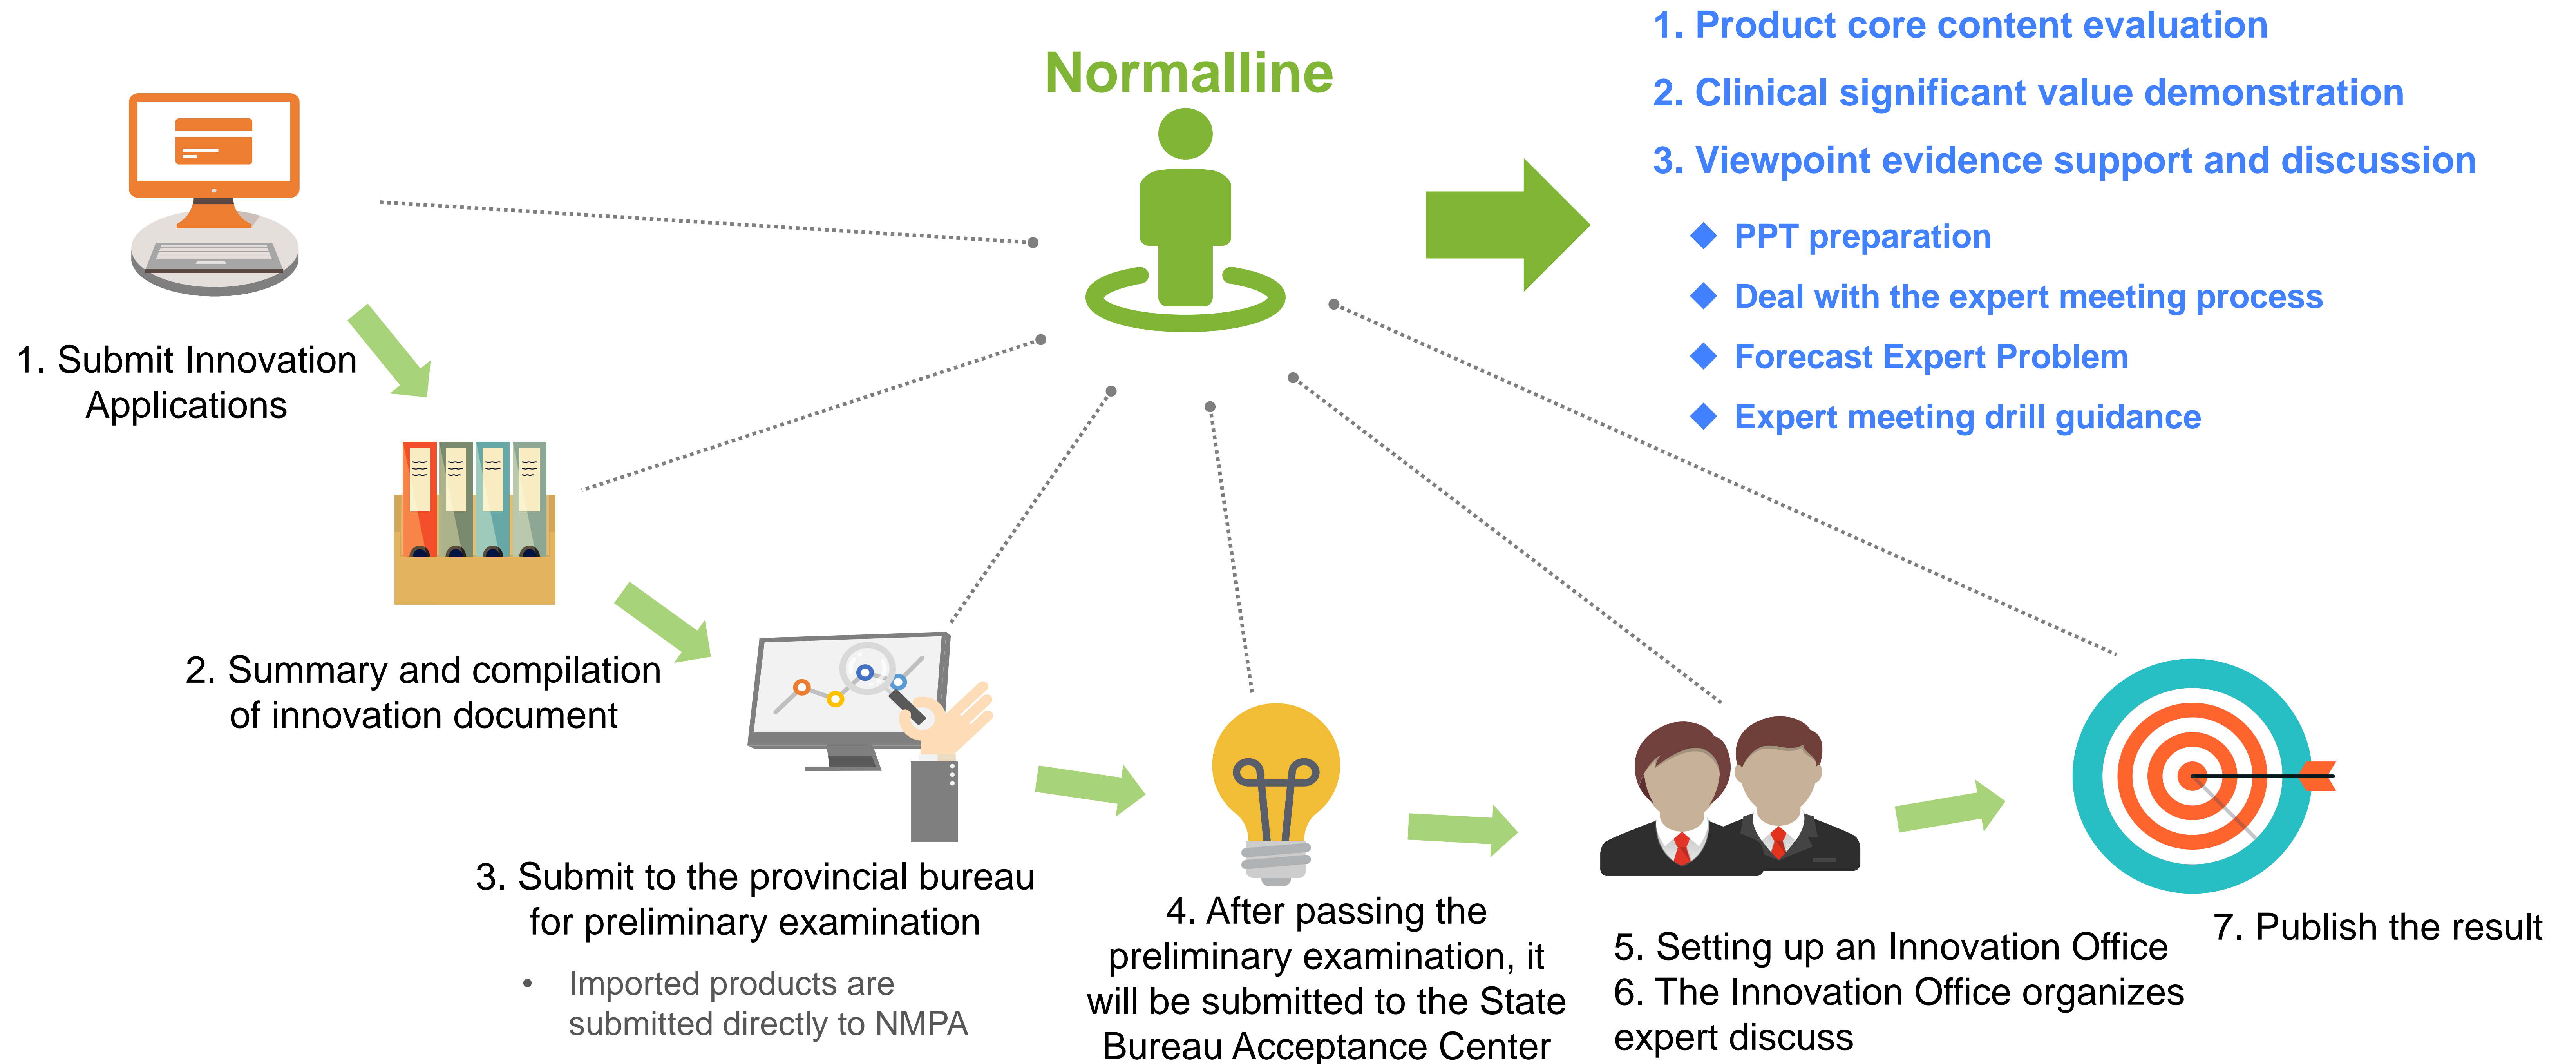 Normalline
1. Product core content evaluation
2. Clinical significant value demonstration
3. Viewpoint evidence support and discussion
◆ PPT preparation
◆ Deal with the expert meeting process
◆ Forecast Expert Problem
◆ Expert meeting drill guidance
1. Submit Innovation
Applications
2. Summary and compilation
of innovation document
3. Submit to the provincial bureau
for preliminary examination
• Imported products are
submitted directly to NMPA
4. After passing the
preliminary examination, it
will be submitted to the State
Bureau Acceptance Center
5. Setting up an Innovation Office
6. The Innovation Office organizes
expert discuss
7. Publish the result